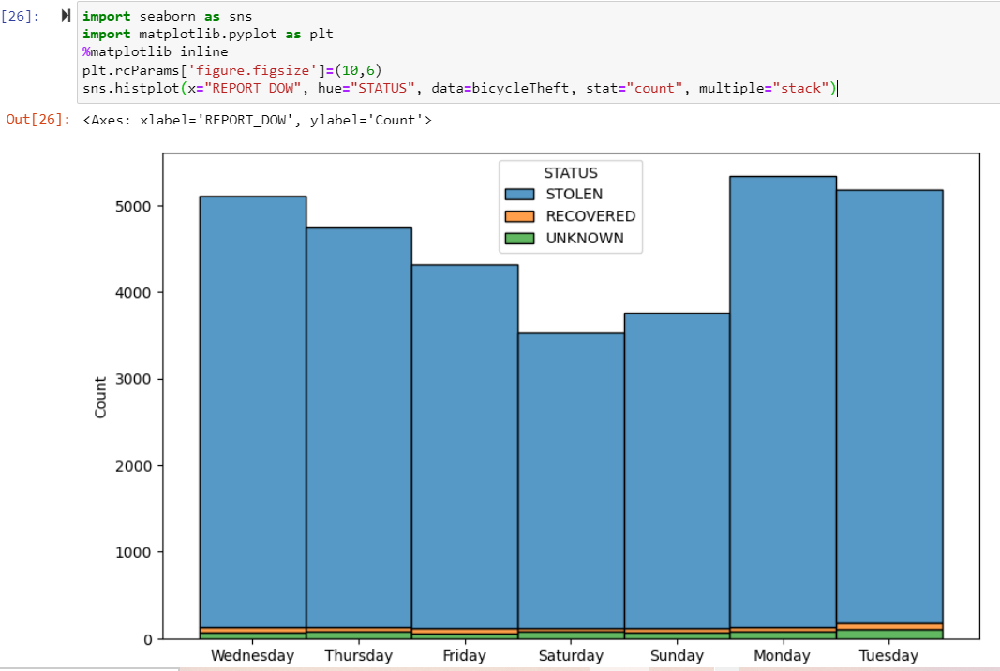 [26]:
import seaborn as sns
import matplotlib.pyplot as plt
%matplotlib inline
plt.rcParams['figure.figsize']=(10,6)
sns.histplot(x="REPORT_DOW", hue="STATUS", data=bicycleTheft, stat="count", multiple="stack")
Out[26]: <Axes: xlabel='REPORT_DOW', ylabel='Count'>
STATUS
STOLEN
RECOVERED
UNKNOWN
5000
4000
3000
2000
1000
0
Count
Wednesday Thursday Friday Saturday Sunday Monday Tuesday